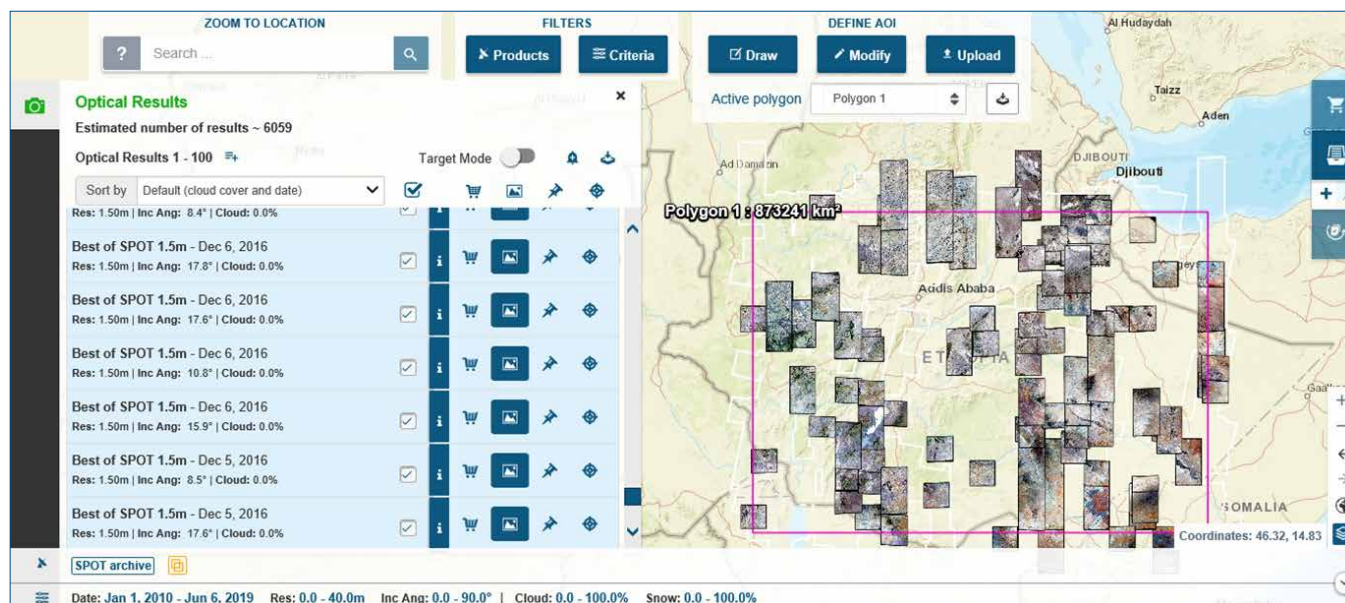 ZOOM TO LOCATION
FILTERS
DEFINE AOI
? Search ...
Products
Criteria
Draw
Modify
Upload
Active polygon
Polygon 1
Optical Results
×
Estimated number of results ~ 6059
Optical Results 1 - 100
Target Mode
Sort by
Default (cloud cover and date)
Res: 1.50m | Inc Ang: 8.4° | Cloud: 0.0%
Best of SPOT 1.5m - Dec 6, 2016
Res: 1.50m | Inc Ang: 17.8° | Cloud: 0.0%
Best of SPOT 1.5m - Dec 6, 2016
Res: 1.50m | Inc Ang: 17.6° | Cloud: 0.0%
Best of SPOT 1.5m - Dec 6, 2016
Res: 1.50m | Inc Ang: 10.8° | Cloud: 0.0%
Best of SPOT 1.5m - Dec 6, 2016
Res: 1.50m | Inc Ang: 15.9° | Cloud: 0.0%
Best of SPOT 1.5m - Dec 5, 2016
Res: 1.50m | Inc Ang: 8.5° | Cloud: 0.0%
Best of SPOT 1.5m - Dec 5, 2016
Res: 1.50m | Inc Ang: 17.6° | Cloud: 0.0%
Al Hudaydah
Taizz
Aden
DJIBOUTI
Djibouti
Ad Damazin
Polygon 1 : 873241 km²
Addis Ababa
ETHIOPIA
SOMALIA
Coordinates: 46.32, 14.83
SPOT archive
Date: Jan 1, 2010 - Jun 6, 2019 Res: 0.0 - 40.0m Inc Ang: 0.0 - 90.0° | Cloud: 0.0 - 100.0% Snow: 0.0 - 100.0%